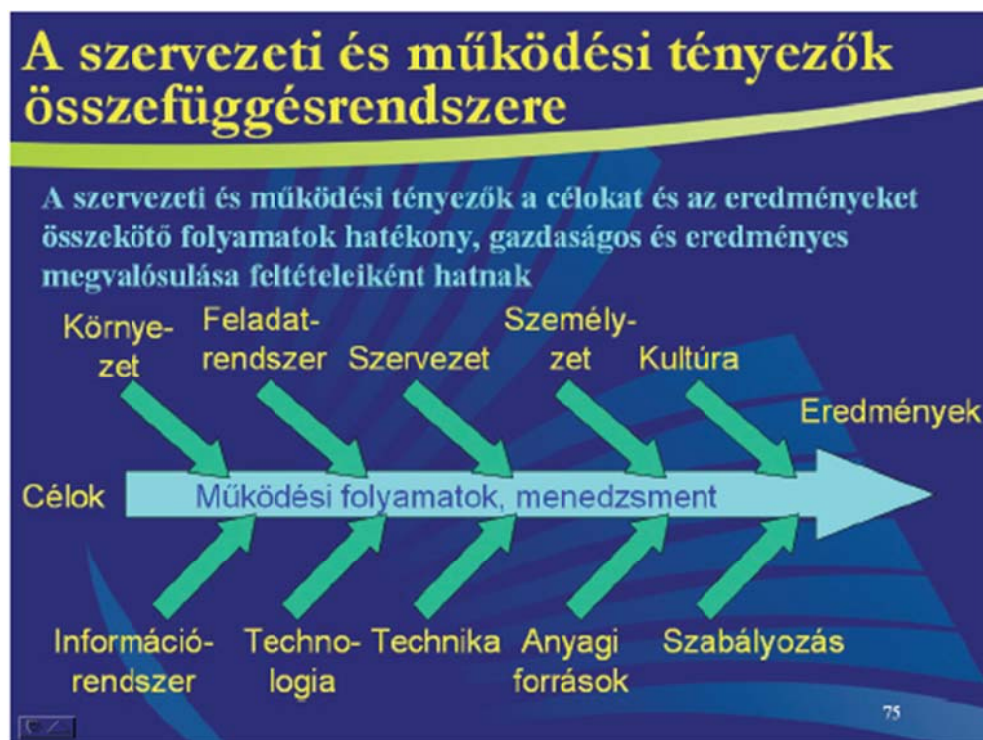 A szervezeti és működési tényezők
összefüggésrendszere
A szervezeti és működési tényezők a célokat és az eredményeket
összekötő folyamatok hatékony, gazdaságos és eredményes
megvalósulása feltételeiként hatnak
Környe-
zet
Feladat-
rendszer
Szervezet
Személy-
zet
Kultúra
Eredmények
Célok
Működési folyamatok, menedzsment
Információ-
rendszer
Techno-
logia
Technika
Anyagi
források
Szabályozás
75